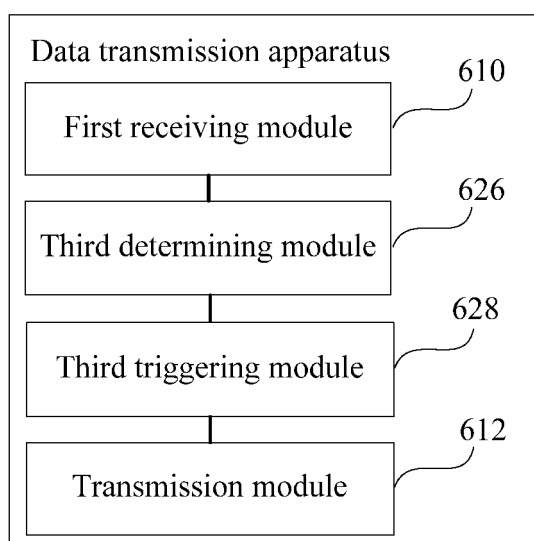 Data transmission apparatus
610
First receiving module
626
Third determining module
628
Third triggering module
612
Transmission module